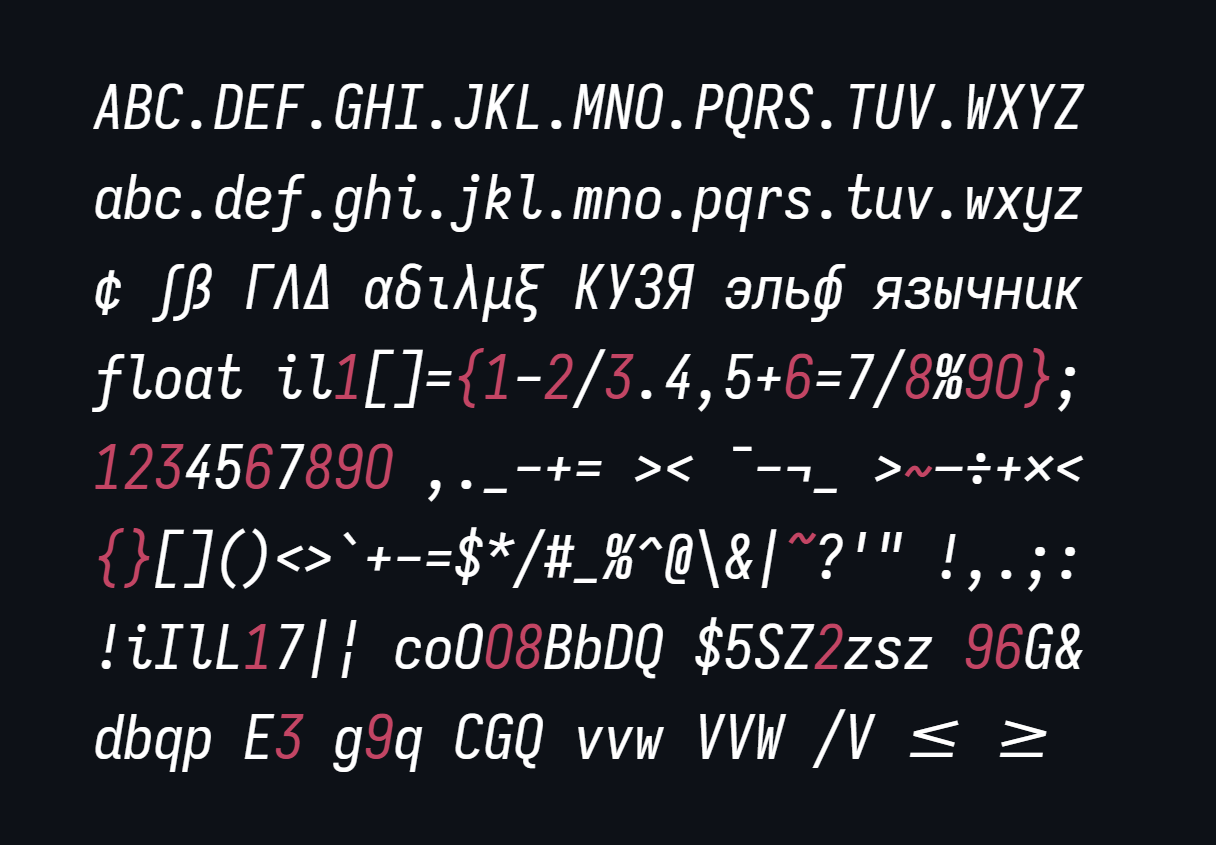 ABC.DEF.GHI.JKL.MNO.PQRS.TUV.WXYZ
abc.def.ghi.jkl.mno.pqrs.tuv.wxyz
¢ ʃβ ΓΛΔ αδιλμξ КУЗЯ эльф язычник
float il1[]={1-2/3.4,5+6=7/8%90};
1234567890 ,._-+= >< ¯-¬_ >~–÷+×<
{}[]()<>`+-=$*/#_%^@\&|~?'" !,.;:
!iIlL17|¦ coO08BbDQ $5SZ2zsz 96G&
dbqp E3 g9q CGQ vvw VVW /V ≤ ≥